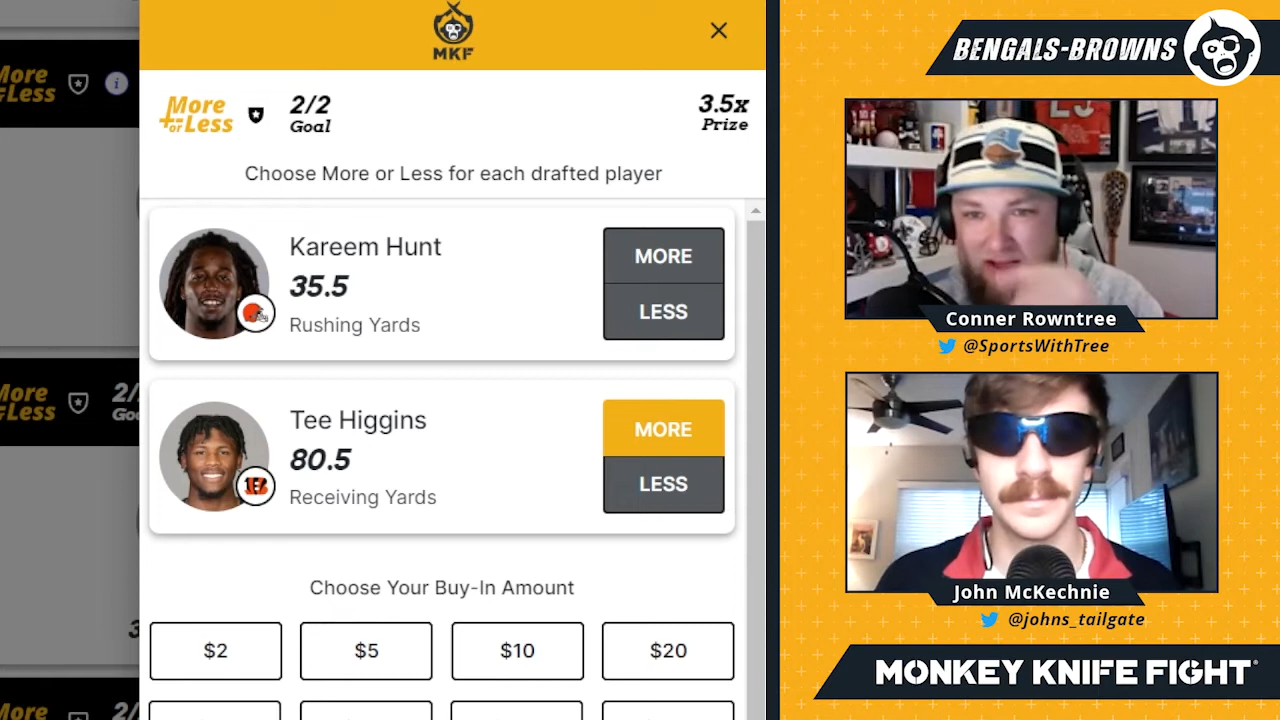 MKF
More
or Less
2/2
Goal
3.5x
Prize
Choose More or Less for each drafted player
Kareem Hunt
35.5
Rushing Yards
MORE
LESS
Tee Higgins
80.5
Receiving Yards
MORE
LESS
Choose Your Buy-In Amount
$2
$5
$10
$20
BENGALS-BROWNS
Conner Rowntree
@SportsWithTree
John McKechnie
@johns_tailgate
MONKEY KNIFE FIGHT